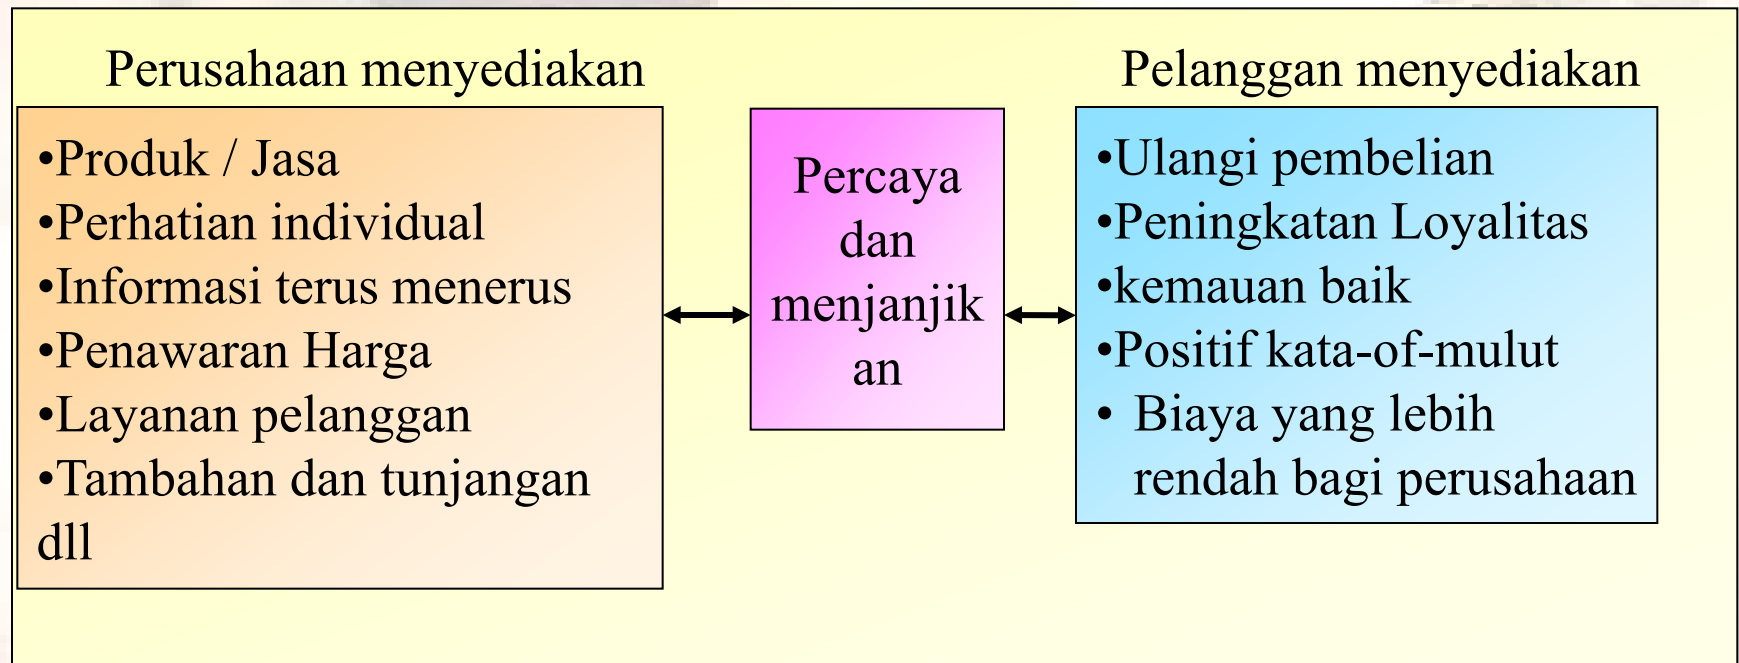 Perusahaan menyediakan
•Produk / Jasa
•Perhatian individual
•Informasi terus menerus
•Penawaran Harga
•Layanan pelanggan
•Tambahan dan tunjangan
dll
Percaya
dan
menjanjik
an
Pelanggan menyediakan
•Ulangi pembelian
•Peningkatan Loyalitas
•kemauan baik
•Positif kata-of-mulut
• Biaya yang lebih
rendah bagi perusahaan